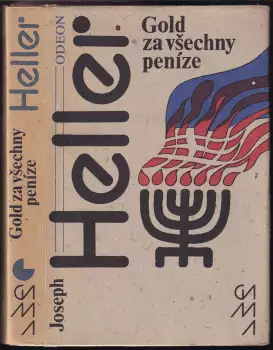 Heller
Gold za všechny
peníze
Joseph
Heller
ODEON
Gold
za všechny
peníze